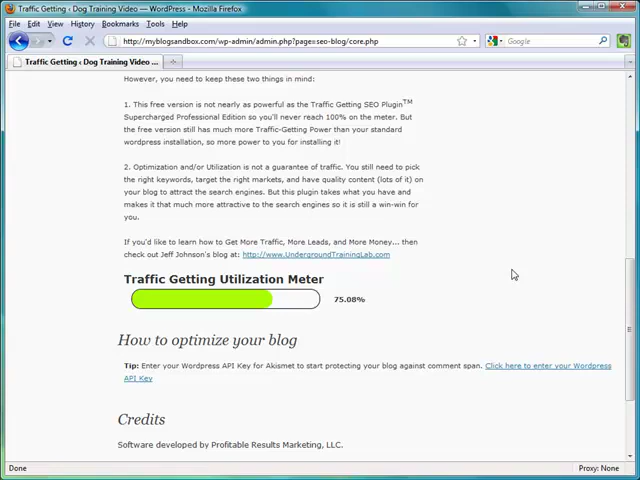 Traffic Getting ‹ Dog Training Video — WordPress - Mozilla Firefox
File Edit View History Bookmarks Tools Help
http://myblogsandbox.com/wp-admin/admin.php?page=seo-blog/core.php
Google
Traffic Getting ‹ Dog Training Video ...
However, you need to keep these two things in mind:
1. This free version is not nearly as powerful as the Traffic Getting SEO Plugin™
Supercharged Professional Edition so you'll never reach 100% on the meter. But
the free version still has much more Traffic-Getting Power than your standard
wordpress installation, so more power to you for installing it!
2. Optimization and/or Utilization is not a guarantee of traffic. You still need to pick
the right keywords, target the right markets, and have quality content (lots of it) on
your blog to attract the search engines. But this plugin takes what you have and
makes it that much more attractive to the search engines so it is still a win-win for
you.
If you'd like to learn how to Get More Traffic, More Leads, and More Money... then
check out Jeff Johnson's blog at: http://www.UndergroundTrainingLab.com
Traffic Getting Utilization Meter
75.08%
How to optimize your blog
Tip: Enter your Wordpress API Key for Akismet to start protecting your blog against comment span. Click here to enter your Wordpress
API Key
Credits
Software developed by Profitable Results Marketing, LLC.
Done
Proxy: None